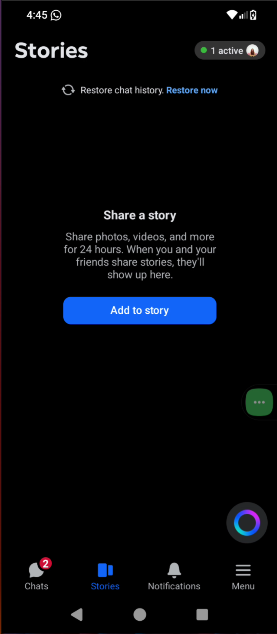 4:45
Stories
1 active
Restore chat history. Restore now
Share a story
Share photos, videos, and more
for 24 hours. When you and your
friends share stories, they'll
show up here.
Add to story
2
Chats
Stories
Notifications
Menu